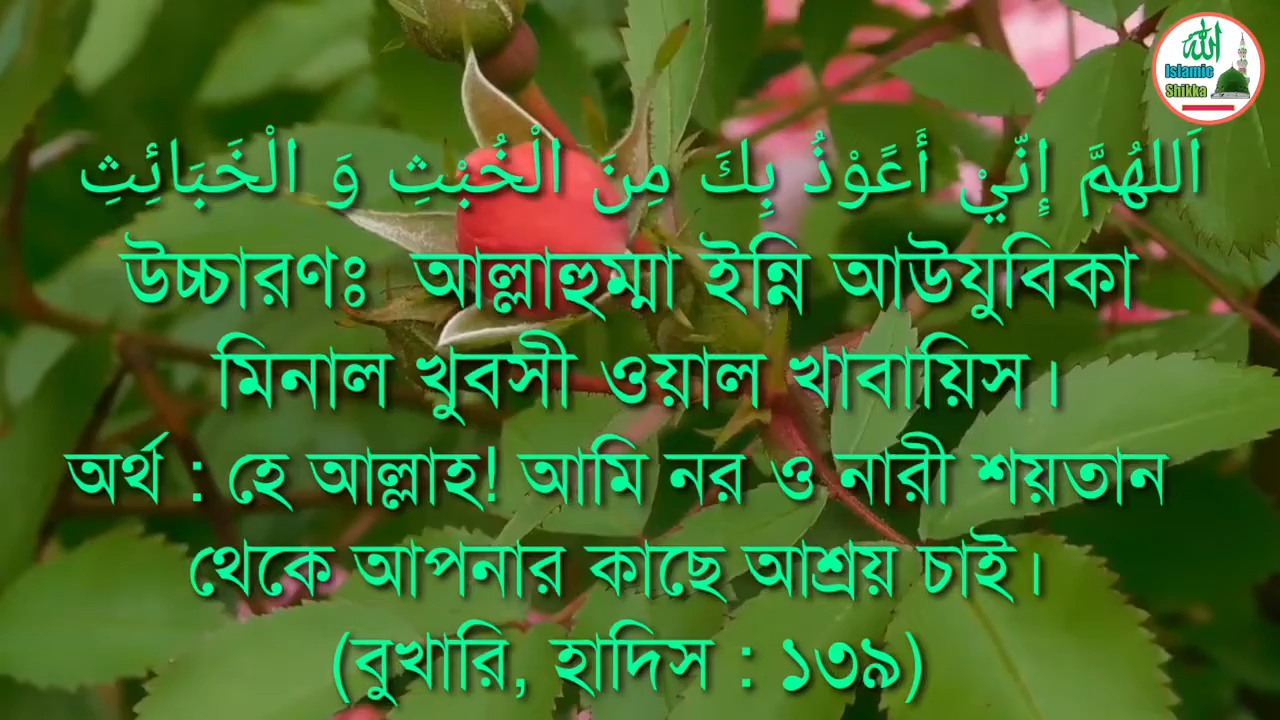 اَللهُمَّ إِنِّيْ أَعًوْذُ بِكَ مِنَ الْخُبْثِ وَ الْخَبَائِثِ
উচ্চারণঃ আল্লাহুম্মা ইন্নি আউযুবিকা
মিনাল খুবসী ওয়াল খাবায়িস।
অর্থ : হে আল্লাহ! আমি নর ও নারী শয়তান
থেকে আপনার কাছে আশ্রয় চাই।
(বুখারি, হাদিস : ১৩৯)
الله
Islamic
Shikka